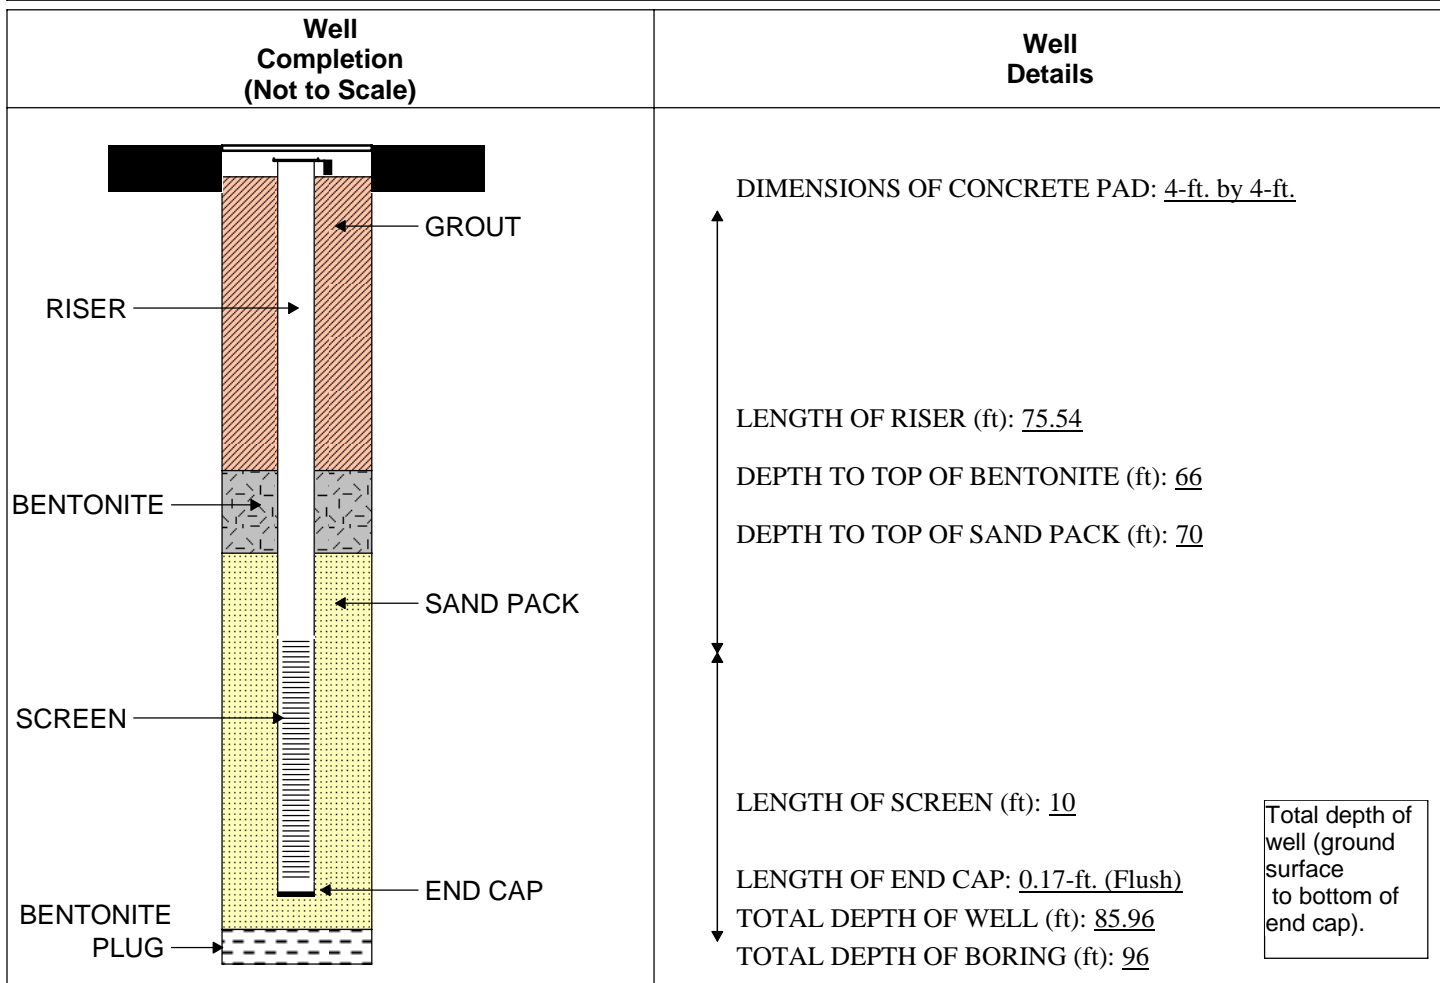 Well
Completion
(Not to Scale)
Well
Details
GROUT
RISER
BENTONITE
SAND PACK
SCREEN
END CAP
BENTONITE
PLUG
DIMENSIONS OF CONCRETE PAD: 4-ft. by 4-ft.
LENGTH OF RISER (ft): 75.54
DEPTH TO TOP OF BENTONITE (ft): 66
DEPTH TO TOP OF SAND PACK (ft): 70
LENGTH OF SCREEN (ft): 10
LENGTH OF END CAP: 0.17-ft. (Flush)
TOTAL DEPTH OF WELL (ft): 85.96
TOTAL DEPTH OF BORING (ft): 96
Total depth of
well (ground
surface
to bottom of
end cap).